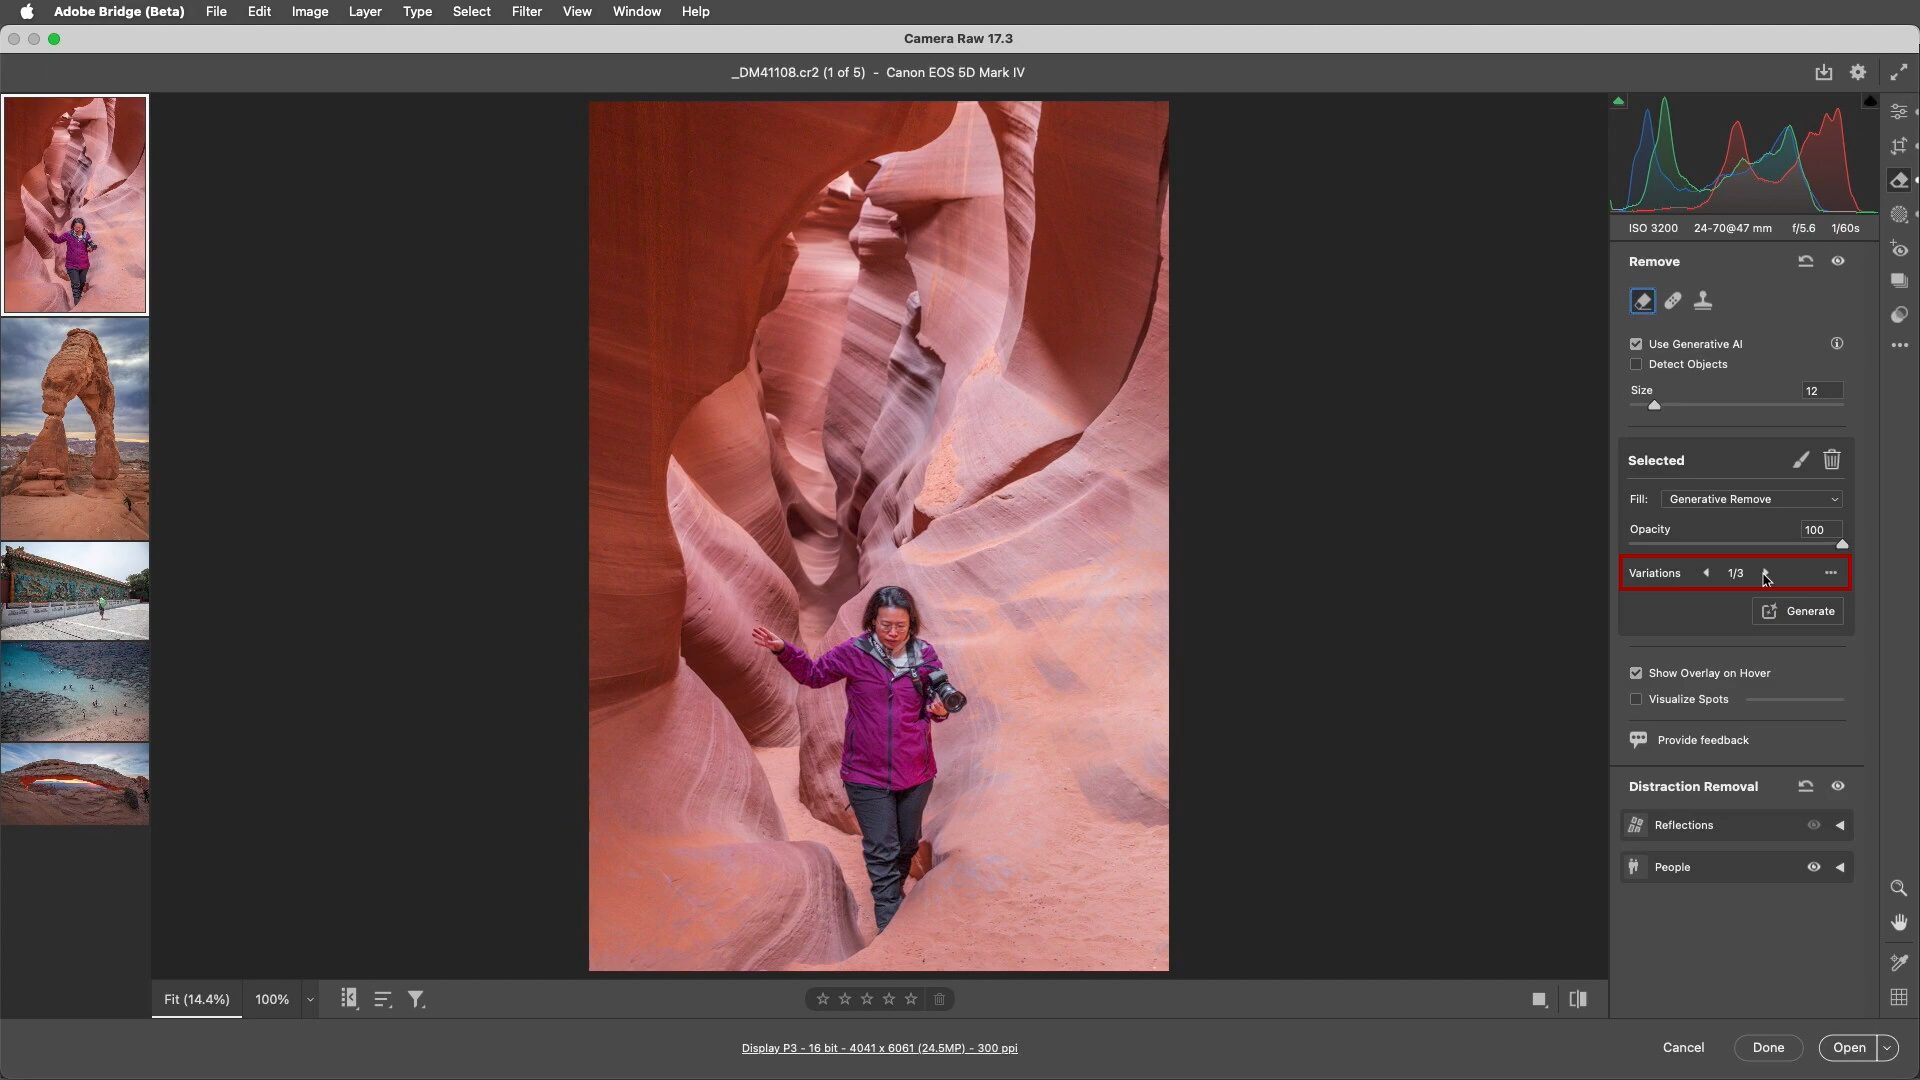 Adobe Bridge (Beta) File Edit Image Layer Type Select Filter View Window Help
Camera Raw 17.3
_DM41108.cr2 (1 of 5) - Canon EOS 5D Mark IV
ISO 3200 24-70@47 mm f/5.6 1/60s
Remove
Use Generative AI
Detect Objects
Size 12
Selected
Fill: Generative Remove
Opacity 100
Variations 1/3
Generate
Show Overlay on Hover
Visualize Spots
Provide feedback
Distraction Removal
Reflections
People
Fit (14.4%) 100%
Display P3 - 16 bit - 4041 x 6061 (24.5MP) - 300 ppi
Cancel Done Open